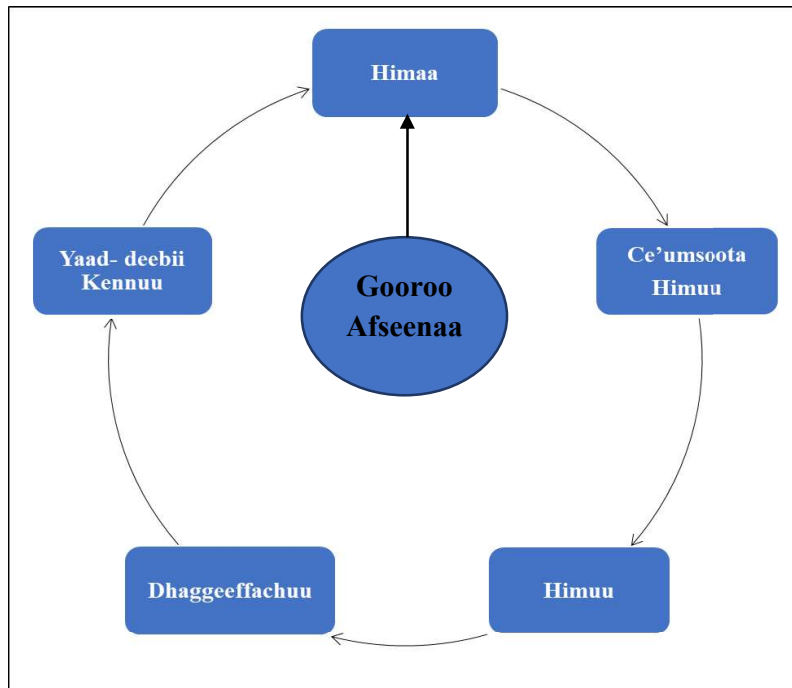 Himaa
Yaad- deebii
Kennuu
Ce’umsoota
Himuu
Gooroo
Afseenaa
Dhaggeeffachuu
Himuu